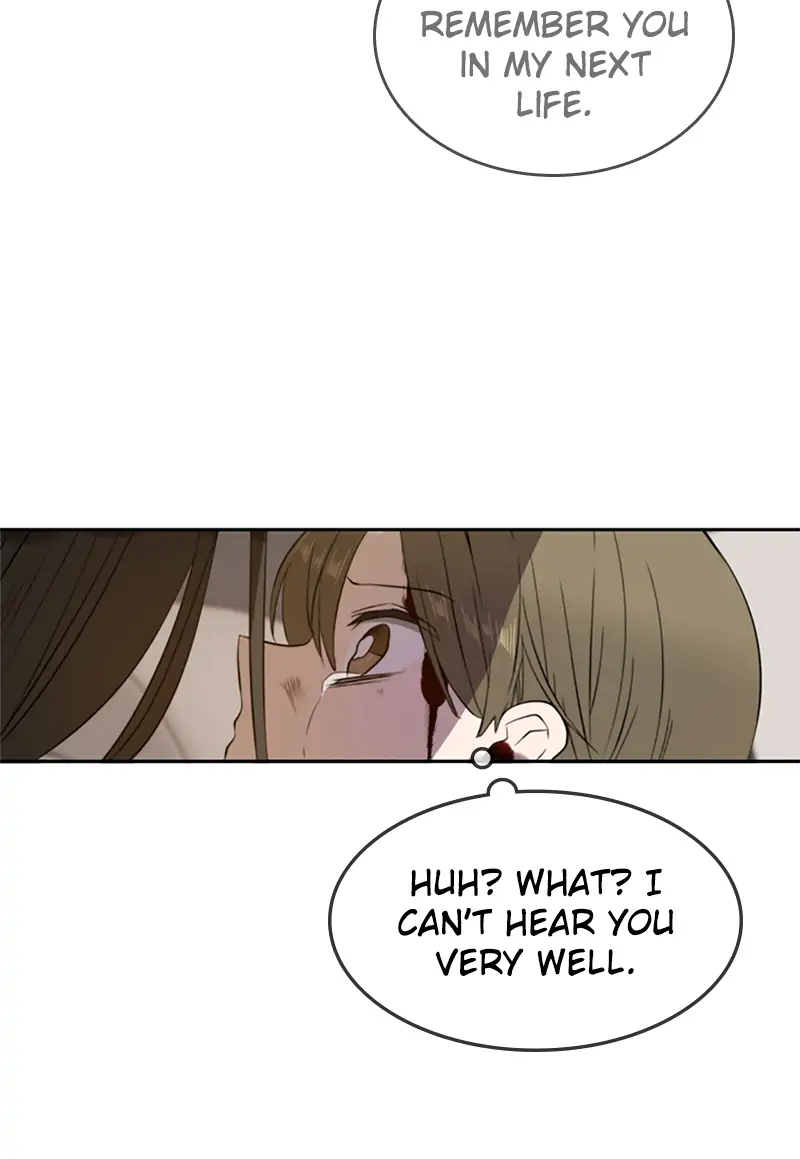 REMEMBER YOU
IN MY NEXT
LIFE.
HUH? WHAT? I
CAN'T HEAR YOU
VERY WELL.